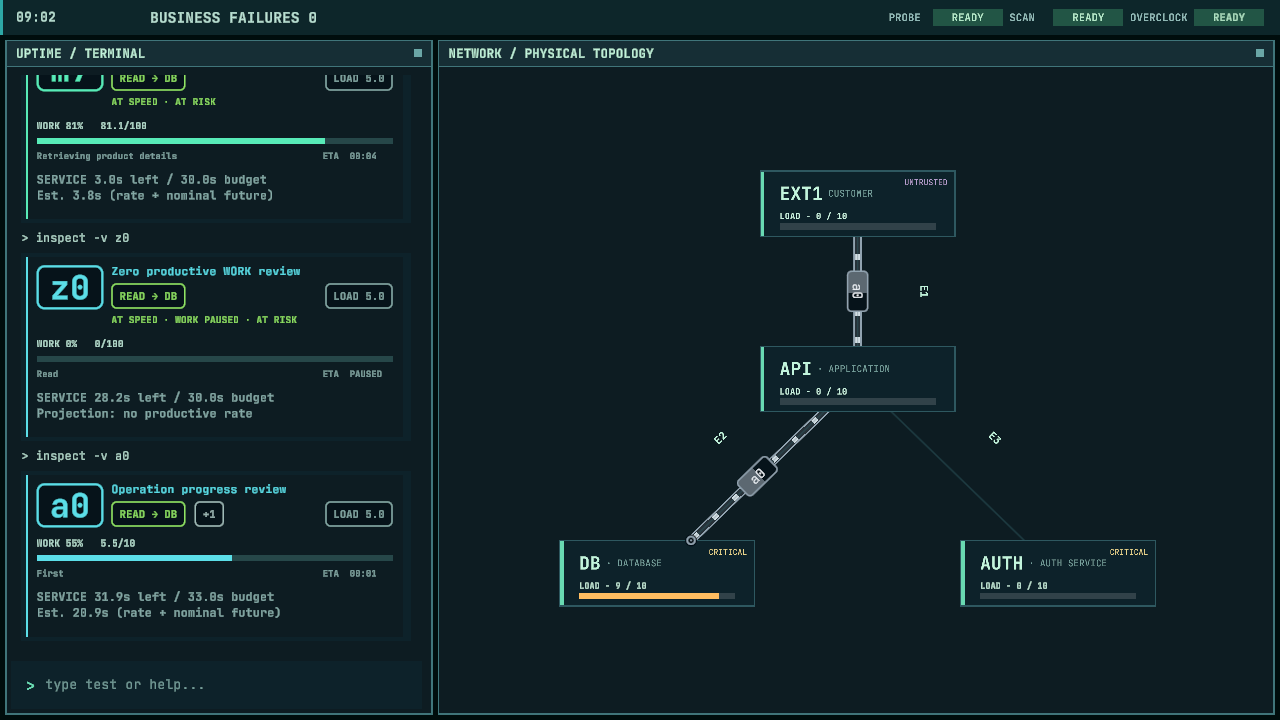 09:02
BUSINESS FAILURES 0
PROBE READY SCAN READY OVERCLOCK READY
UPTIME / TERMINAL
READ → DB
LOAD 5.0
AT SPEED · AT RISK
WORK 81% 81.1/100
Retrieving product details ETA 00:04
SERVICE 3.0s left / 30.0s budget
Est. 3.8s (rate + nominal future)
> inspect -v z0
z0
Zero productive WORK review
READ → DB
LOAD 5.0
AT SPEED · WORK PAUSED · AT RISK
WORK 0% 0/100
Read ETA PAUSED
SERVICE 28.2s left / 30.0s budget
Projection: no productive rate
> inspect -v a0
a0
Operation progress review
READ → DB +1
LOAD 5.0
WORK 55% 5.5/10
First ETA 00:01
SERVICE 31.9s left / 33.0s budget
Est. 20.9s (rate + nominal future)
> type test or help...
NETWORK / PHYSICAL TOPOLOGY
UNTRUSTED
EXT1 CUSTOMER
LOAD - 0 / 10
a0
E1
API · APPLICATION
LOAD - 0 / 10
E2
E3
a0
CRITICAL
DB · DATABASE
LOAD - 9 / 10
CRITICAL
AUTH · AUTH SERVICE
LOAD - 0 / 10